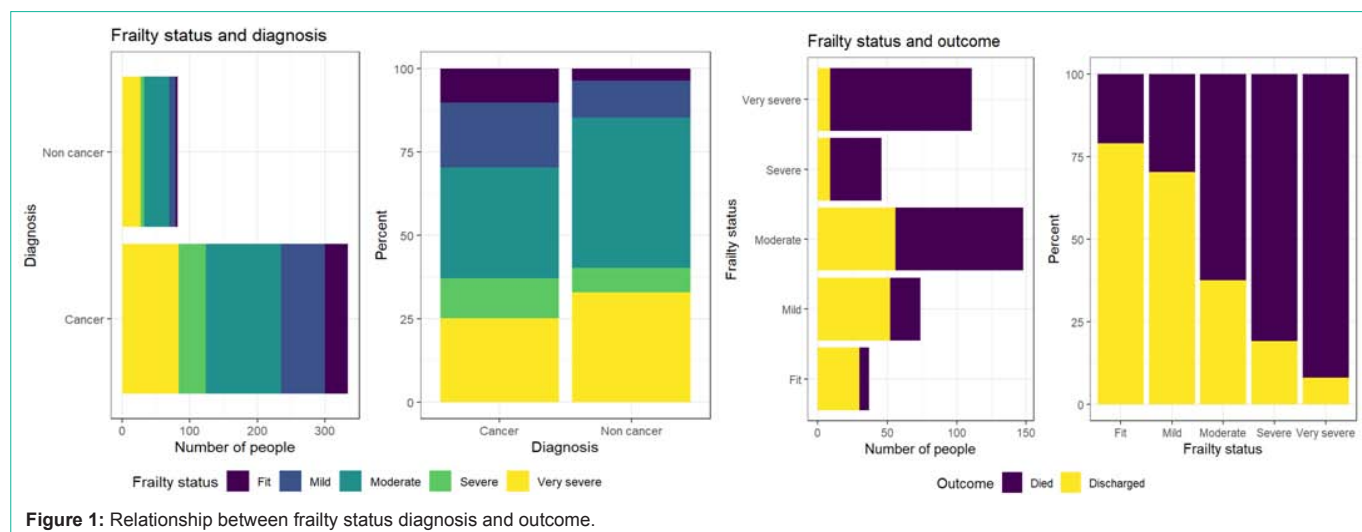 Frailty status and diagnosis
Diagnosis
Non cancer
Cancer
0 100 200 300
Number of people
Percent
100
75
50
25
0
Cancer Non cancer
Diagnosis
Frailty status Fit Mild Moderate Severe Very severe
Frailty status and outcome
Frailty status
Very severe
Severe
Moderate
Mild
Fit
0 50 100 150
Number of people
Percent
100
75
50
25
0
Fit Mild Moderate Severe Very severe
Frailty status
Outcome Died Discharged
Figure 1: Relationship between frailty status diagnosis and outcome.